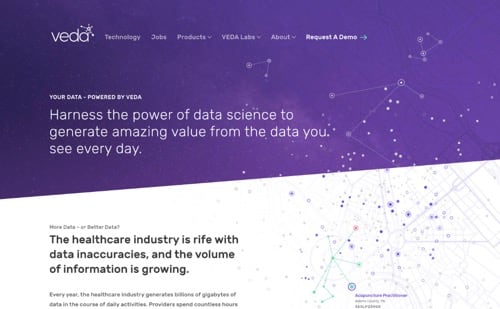 veda
Technology Jobs Products VEDA Labs About Request A Demo
YOUR DATA - POWERED BY VEDA
Harness the power of data science to
generate amazing value from the data you
see every day.
More Data - or Better Data?
The healthcare industry is rife with
data inaccuracies, and the volume
of information is growing.
Every year, the healthcare industry generates billions of gigabytes of
data in the course of daily activities. Providers spend countless hours
Acupuncture Practitioner
Adams County, PA